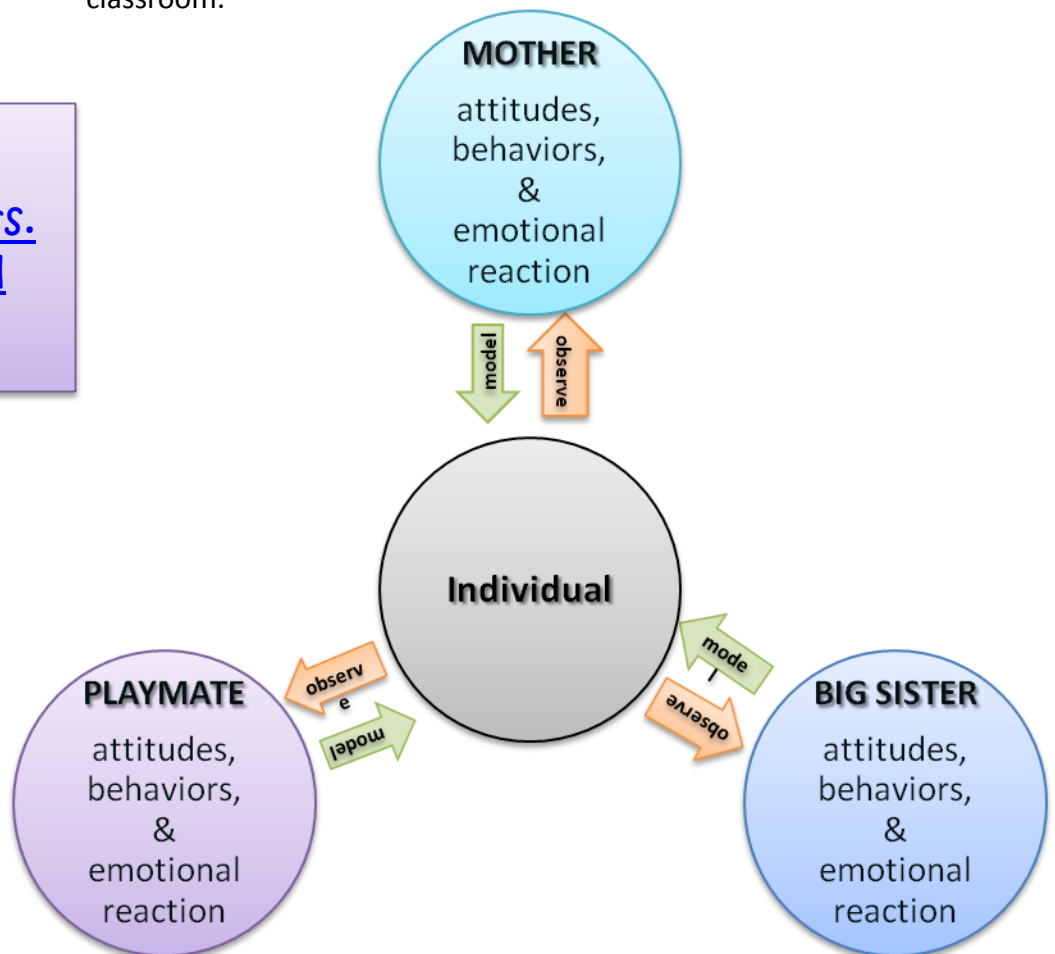 classroom.
MOTHER
attitudes,
behaviors,
&
emotional
reaction
model
observe
Individual
observ
e
model
mode
l
observe
PLAYMATE
attitudes,
behaviors,
&
emotional
reaction
BIG SISTER
attitudes,
behaviors,
&
emotional
reaction